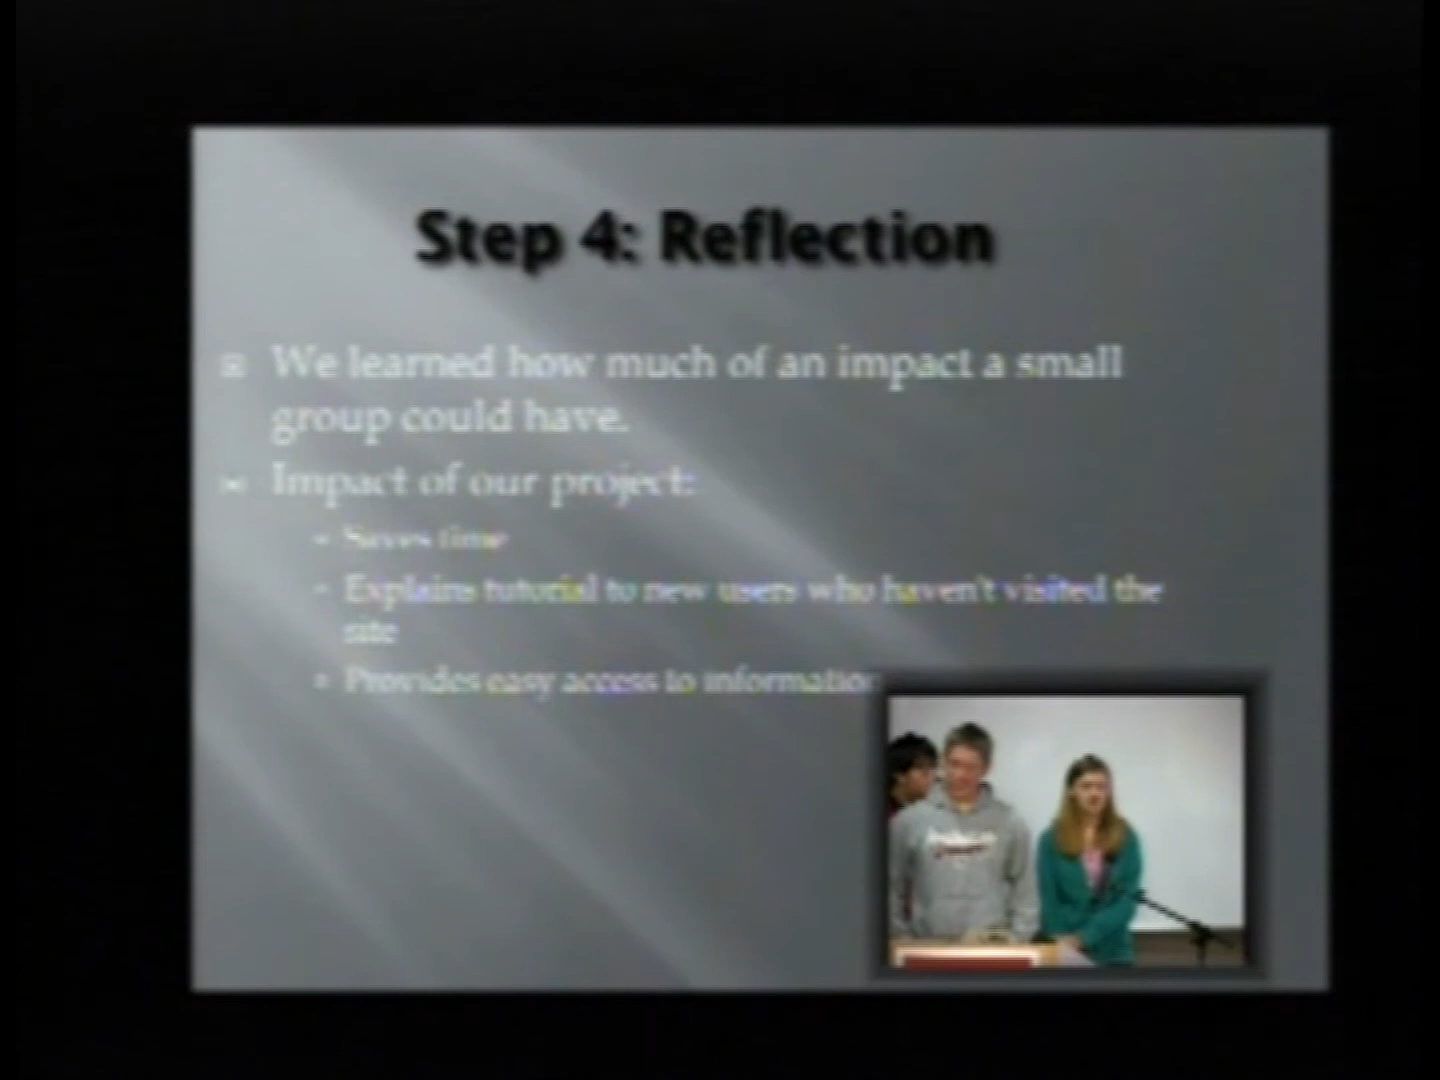 Step 4: Reflection
We learned how much of an impact a small
group could have.
Impact of our project:
Saves time
Explains tutorial to new users who haven't visited the
site
Provides easy access to information